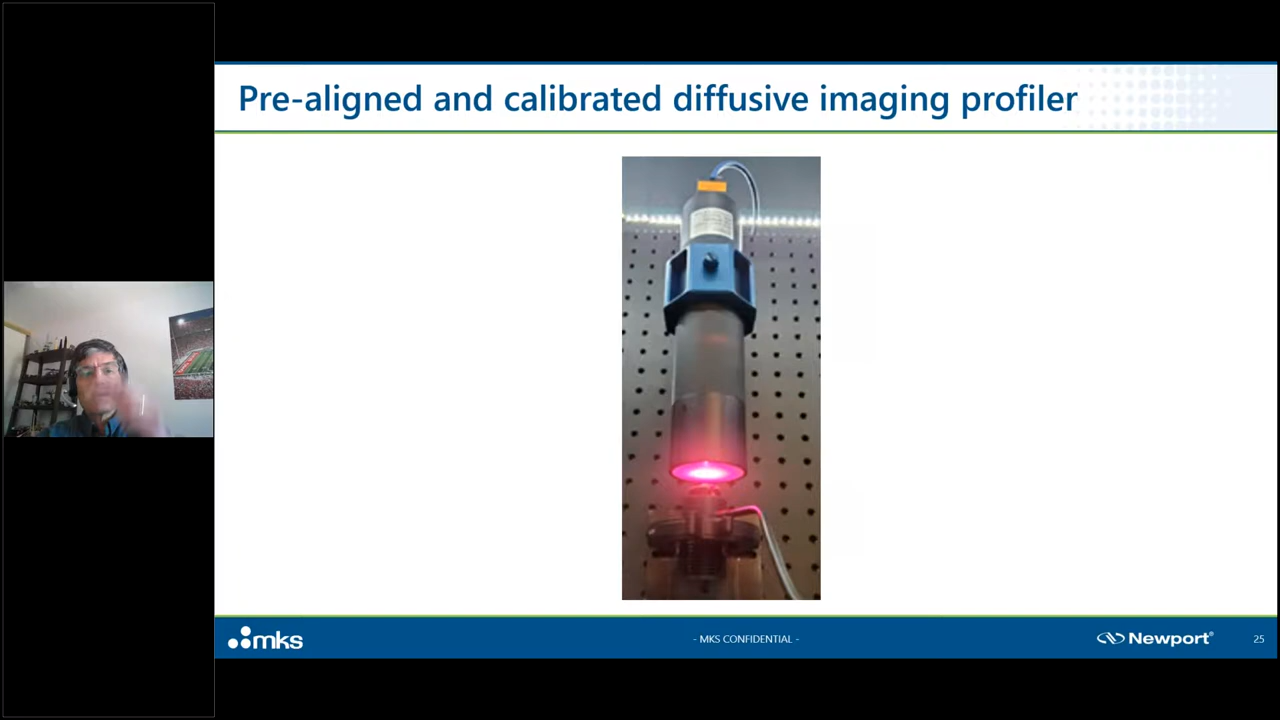 Pre-aligned and calibrated diffusive imaging profiler
mks
- MKS CONFIDENTIAL -
Newport®
25